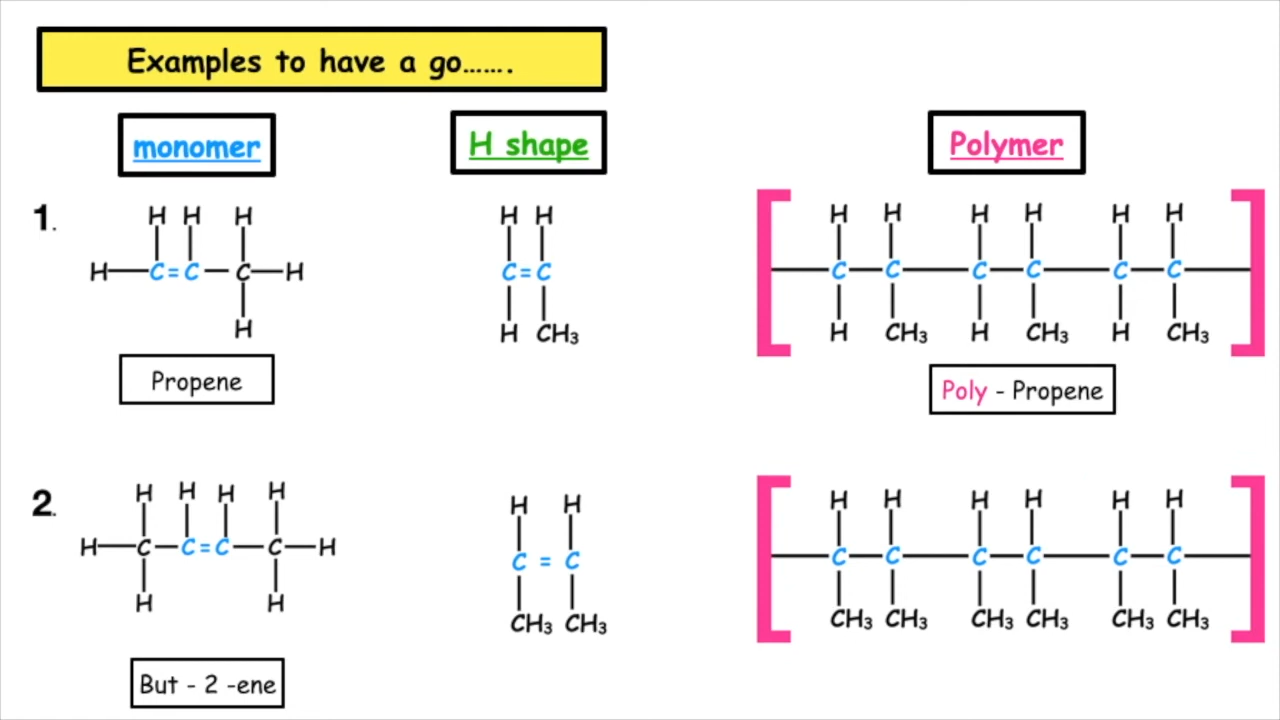 Examples to have a go.......
monomer
H shape
Polymer
1.
H H H
H C = C C H
H
H H
C = C
H CH₃
H H H H H H
C C C C C C
H CH₃ H CH₃ H CH₃
Propene
Poly - Propene
2.
H H H H
H C C = C C H
H H
H H
C = C
CH₃ CH₃
H H H H H H
C C C C C C
CH₃ CH₃ CH₃ CH₃ CH₃ CH₃
But - 2 -ene